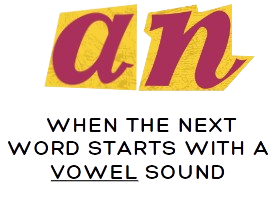 an
WHEN THE NEXT
WORD STARTS WITH A
VOWEL SOUND